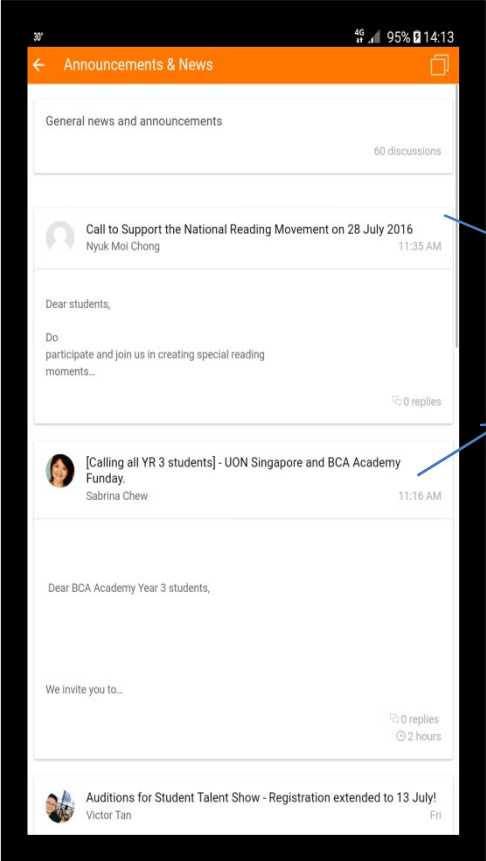 30°
4G 95% 14:13
Announcements & News
General news and announcements
60 discussions
Call to Support the National Reading Movement on 28 July 2016
Nyuk Moi Chong 11:35 AM
Dear students,
Do
participate and join us in creating special reading
moments...
0 replies
[Calling all YR 3 students] - UON Singapore and BCA Academy
Funday.
Sabrina Chew 11:16 AM
Dear BCA Academy Year 3 students,
We invite you to...
0 replies
2 hours
Auditions for Student Talent Show - Registration extended to 13 July!
Victor Tan Fri